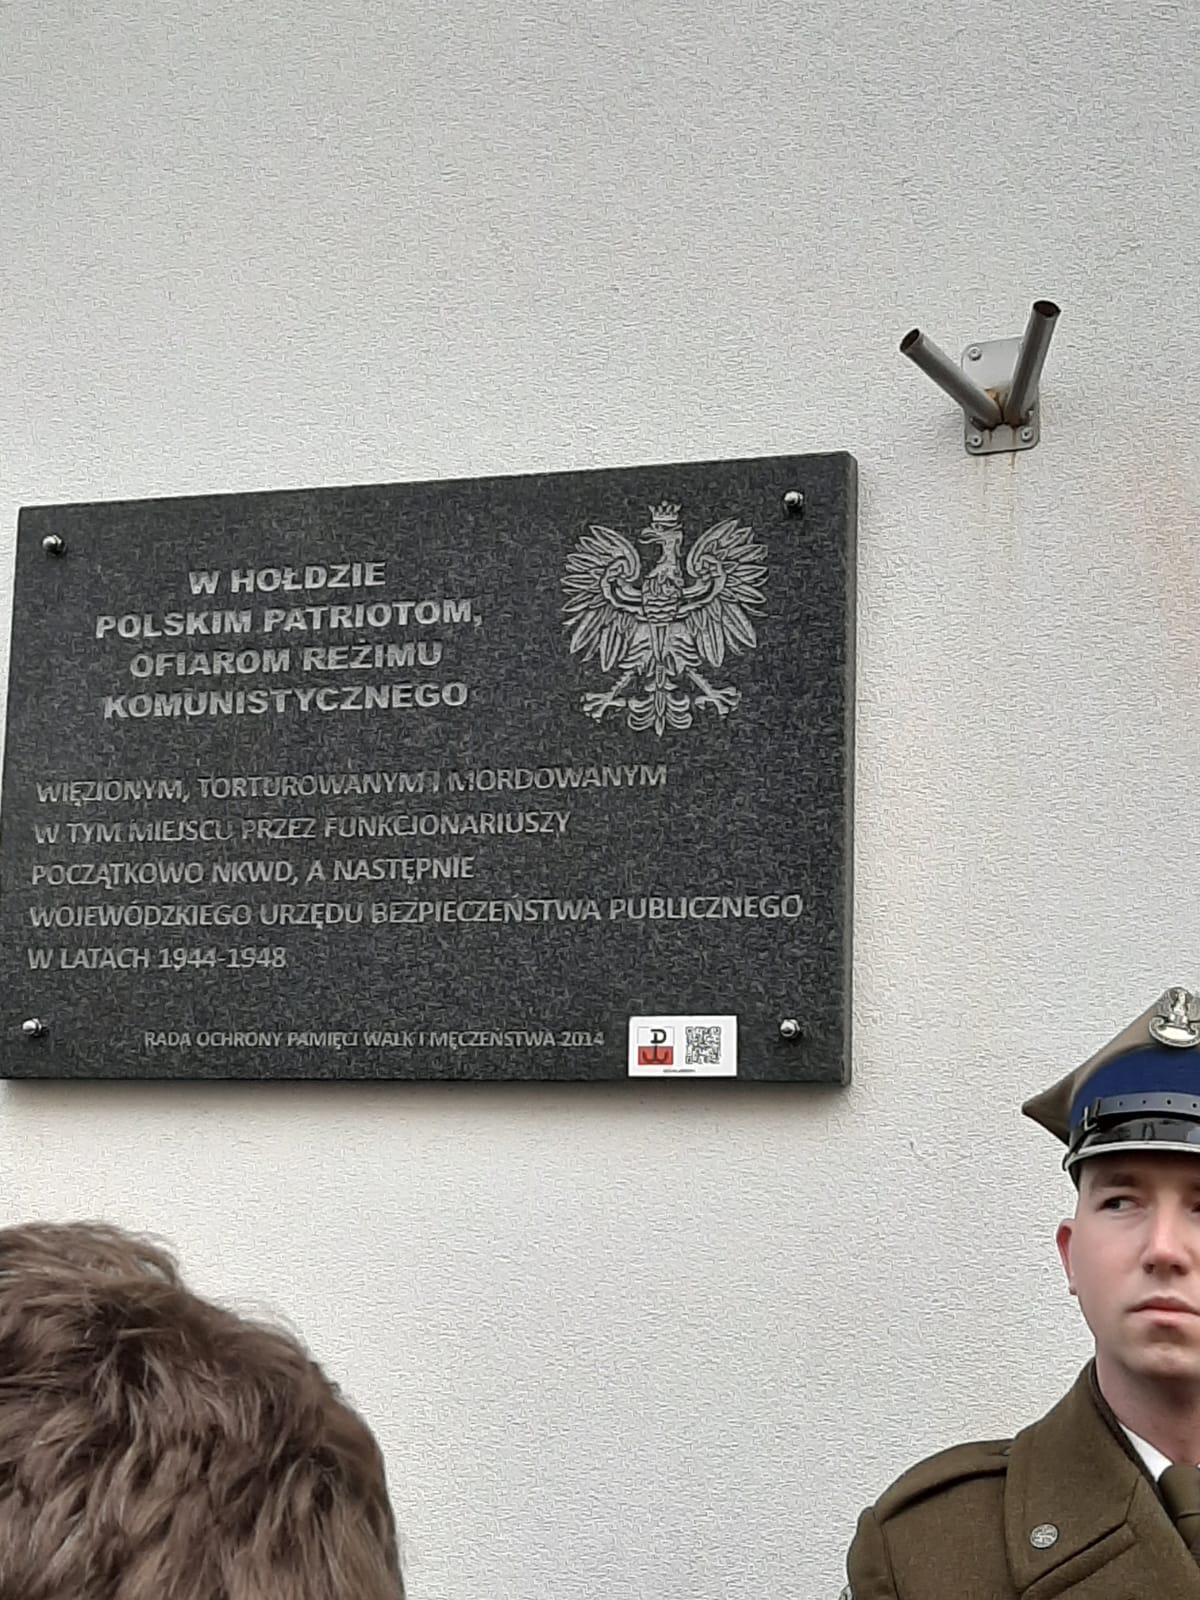 W HOŁDZIE
POLSKIM PATRIOTOM,
OFIAROM REŻIMU
KOMUNISTYCZNEGO
WIĘZIONYM, TORTUROWANYM I MORDOWANYM
W TYM MIEJSCU PRZEZ FUNKCJONARIUSZY
POCZĄTKOWO NKWD, A NASTĘPNIE
WOJEWÓDZKIEGO URZĘDU BEZPIECZEŃSTWA PUBLICZNEGO
W LATACH 1944-1948
RADA OCHRONY PAMIĘCI WALK I MĘCZEŃSTWA 2014